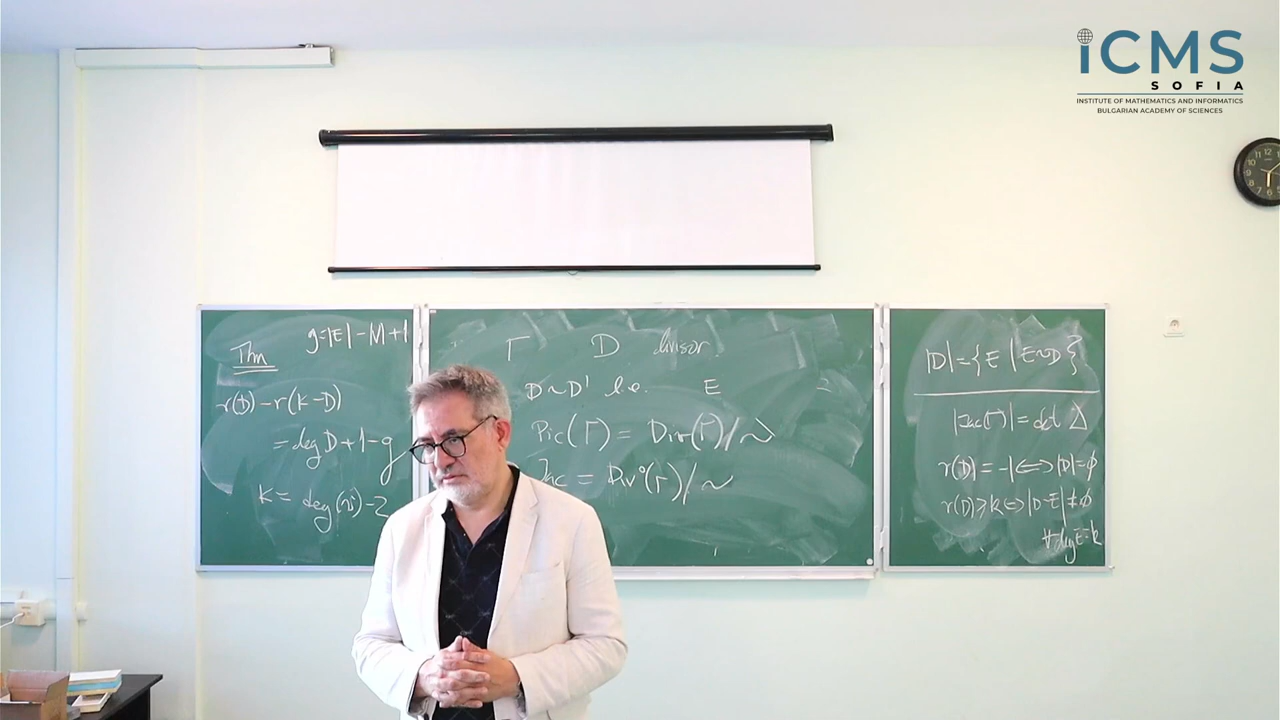 iCMS
SOFIA
INSTITUTE OF MATHEMATICS AND INFORMATICS
BULGARIAN ACADEMY OF SCIENCES
g=|E|-|V|+1
Thm
r(D)-r(K-D)
=deg D+1-g
K= deg(vi)-2
Γ D divisor.
D~D' l.e. E
Pic(Γ)= Div(Γ)/~
Jac = Div°(Γ)/~
|D|={E | E~D}
|Jac(Γ)|=det Δ
r(D)=-1⟺|D|=∅
r(D)≥k⟺|D-E|≠∅
∀ deg E=k